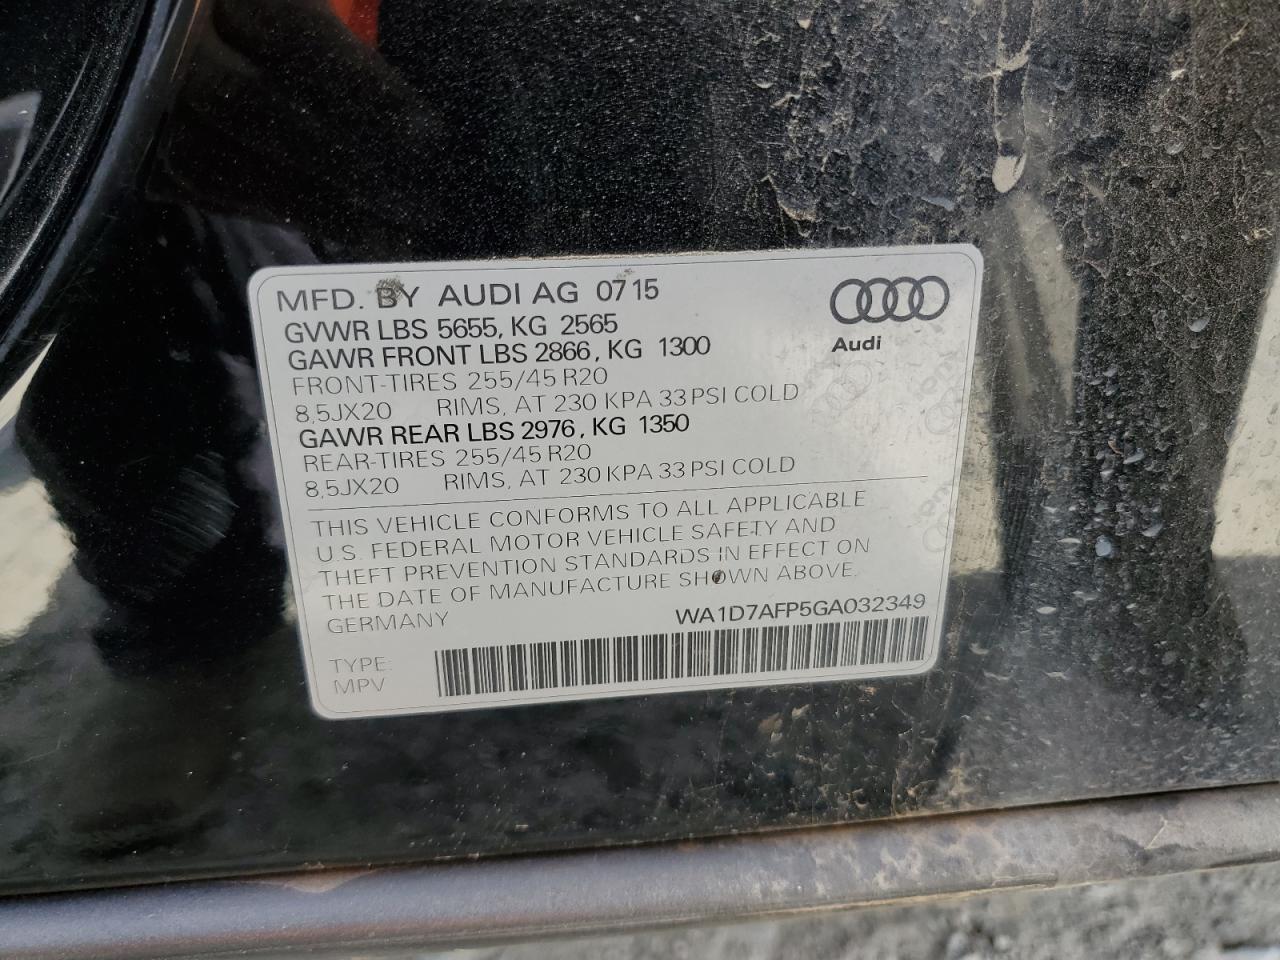 MFD. BY AUDI AG 0715
GVWR LBS 5655, KG 2565
GAWR FRONT LBS 2866, KG 1300
FRONT-TIRES 255/45 R20
8,5JX20 RIMS, AT 230 KPA 33 PSI COLD
GAWR REAR LBS 2976, KG 1350
REAR-TIRES 255/45 R20
8,5JX20 RIMS, AT 230 KPA 33 PSI COLD
Audi
THIS VEHICLE CONFORMS TO ALL APPLICABLE
U.S. FEDERAL MOTOR VEHICLE SAFETY AND
THEFT PREVENTION STANDARDS IN EFFECT ON
THE DATE OF MANUFACTURE SHOWN ABOVE.
GERMANY
WA1D7AFP5GA032349
TYPE:
MPV